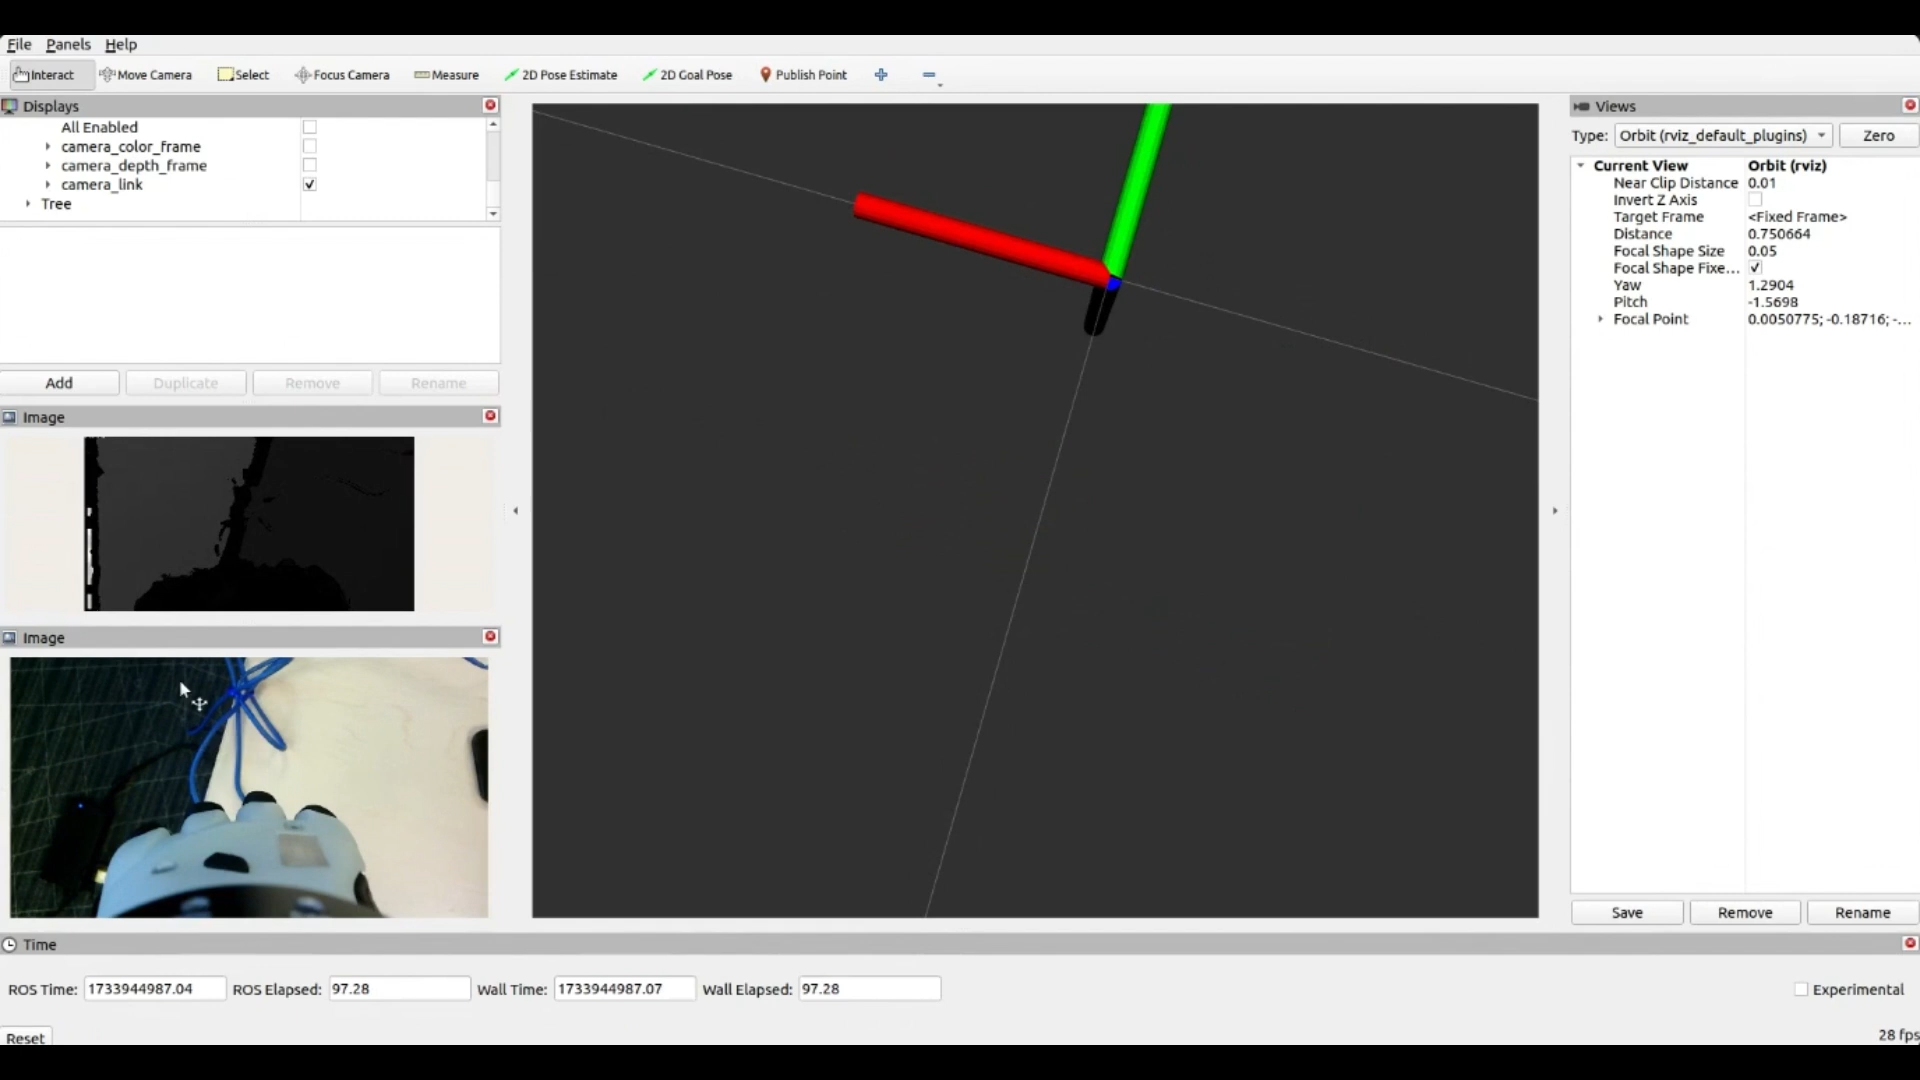 File Panels Help
Interact Move Camera Select Focus Camera Measure 2D Pose Estimate 2D Goal Pose Publish Point
Displays
All Enabled
camera_color_frame
camera_depth_frame
camera_link
Tree
Add Duplicate Remove Rename
Image
Image
Views
Type: Orbit (rviz_default_plugins) Zero
Current View Orbit (rviz)
Near Clip Distance 0.01
Invert Z Axis
Target Frame <Fixed Frame>
Distance 0.750664
Focal Shape Size 0.05
Focal Shape Fixe...
Yaw 1.2904
Pitch -1.5698
Focal Point 0.0050775; -0.18716; -...
Save Remove Rename
Time
ROS Time: 1733944987.04 ROS Elapsed: 97.28 Wall Time: 1733944987.07 Wall Elapsed: 97.28 Experimental
Reset 28 fps